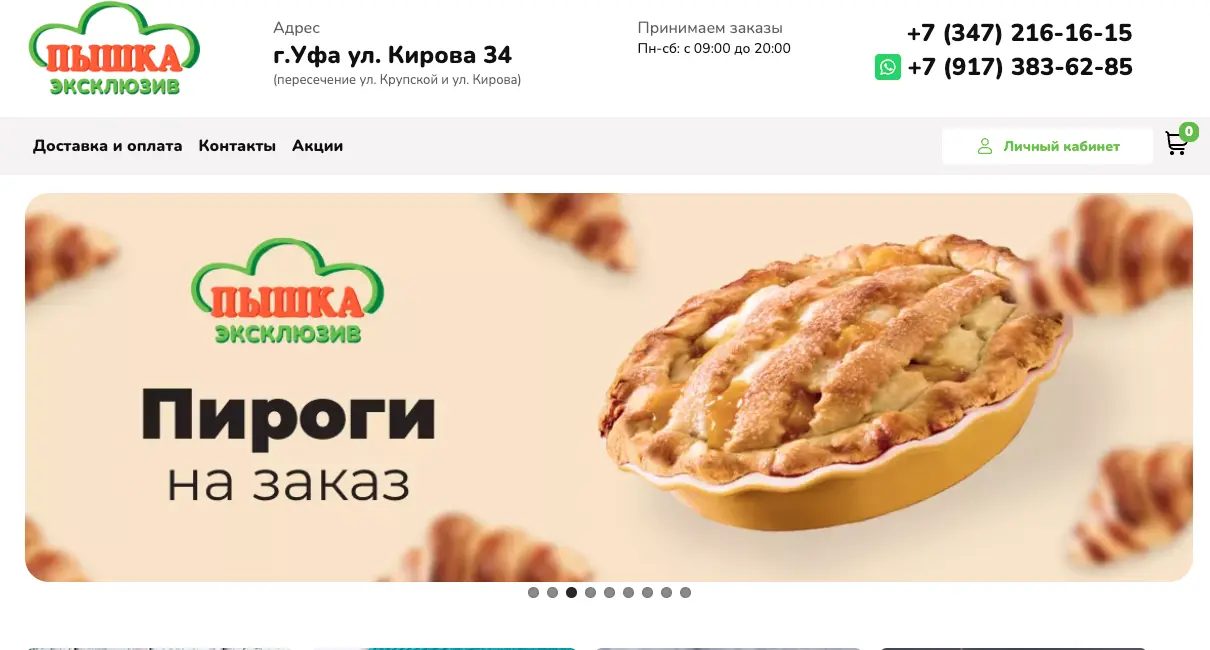 ПЫШКА
ЭКСКЛЮЗИВ
Адрес
г.Уфа ул. Кирова 34
(пересечение ул. Крупской и ул. Кирова)
Принимаем заказы
Пн-сб: с 09:00 до 20:00
+7 (347) 216-16-15
+7 (917) 383-62-85
Доставка и оплата Контакты Акции
Личный кабинет
0
ПЫШКА
ЭКСКЛЮЗИВ
Пироги
на заказ